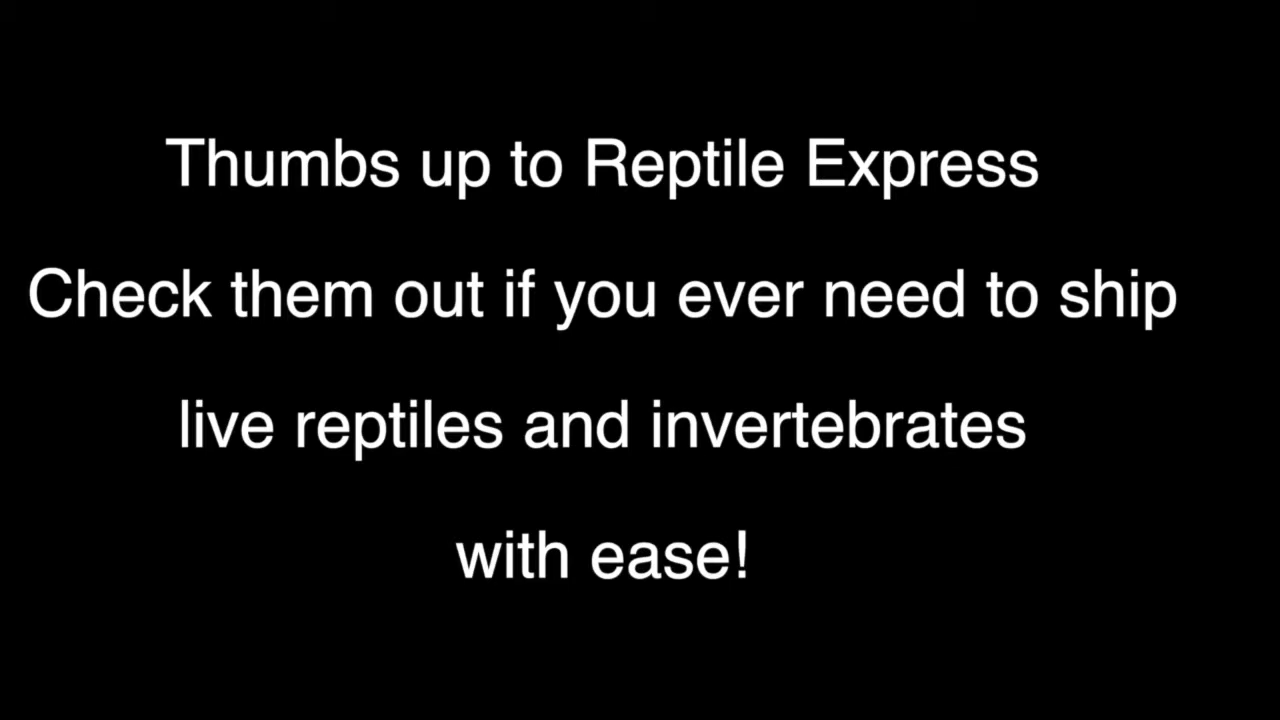 Thumbs up to Reptile Express
Check them out if you ever need to ship
live reptiles and invertebrates
with ease!